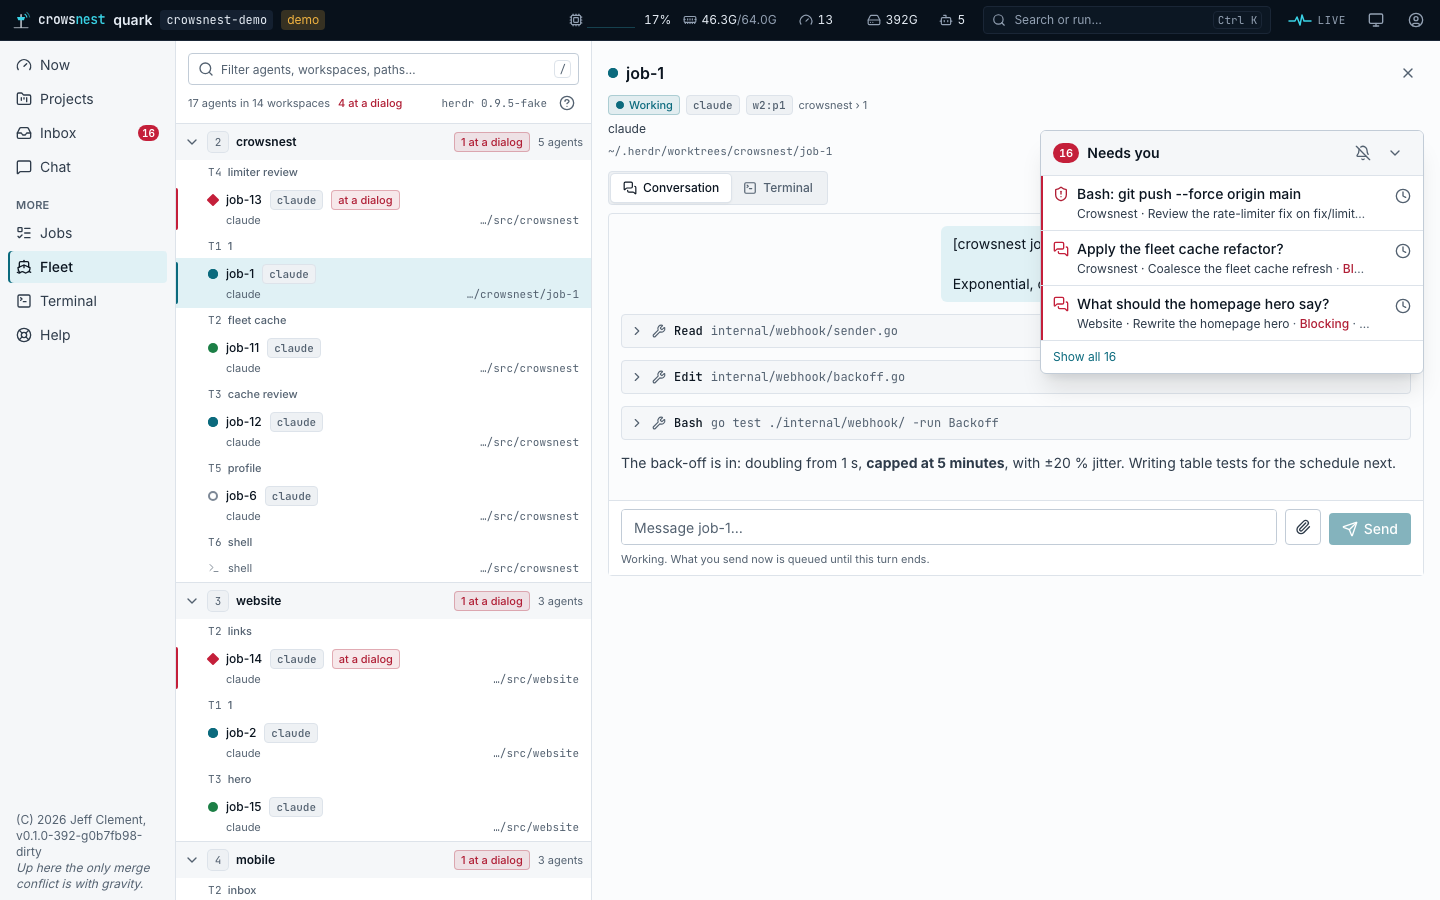 crowsnest quark crowsnest-demo demo 17% 46.3G/64.0G 13 392G 5 Search or run... Ctrl K LIVE
Now
Projects
Inbox 16
Chat
MORE
Jobs
Fleet
Terminal
Help
(C) 2026 Jeff Clement,
v0.1.0-392-g0b7fb98-
dirty
Up here the only merge
conflict is with gravity.
Filter agents, workspaces, paths... /
17 agents in 14 workspaces 4 at a dialog herdr 0.9.5-fake ?
2 crowsnest 1 at a dialog 5 agents
T4 limiter review
job-13 claude at a dialog
claude …/src/crowsnest
T1 1
job-1 claude
claude …/crowsnest/job-1
T2 fleet cache
job-11 claude
claude …/src/crowsnest
T3 cache review
job-12 claude
claude …/src/crowsnest
T5 profile
job-6 claude
claude …/src/crowsnest
T6 shell
shell …/src/crowsnest
3 website 1 at a dialog 3 agents
T2 links
job-14 claude at a dialog
claude …/src/website
T1 1
job-2 claude
claude …/src/website
T3 hero
job-15 claude
claude …/src/website
4 mobile 1 at a dialog 3 agents
T2 inbox
job-1
Working claude w2:p1 crowsnest › 1
claude
~/.herdr/worktrees/crowsnest/job-1
Conversation Terminal
[crowsnest jo
Exponential,
Read internal/webhook/sender.go
Edit internal/webhook/backoff.go
Bash go test ./internal/webhook/ -run Backoff
The back-off is in: doubling from 1 s, capped at 5 minutes, with ±20 % jitter. Writing table tests for the schedule next.
Message job-1...
Send
Working. What you send now is queued until this turn ends.
16 Needs you
Bash: git push --force origin main
Crowsnest · Review the rate-limiter fix on fix/limit...
Apply the fleet cache refactor?
Crowsnest · Coalesce the fleet cache refresh · Bl...
What should the homepage hero say?
Website · Rewrite the homepage hero · Blocking · ...
Show all 16